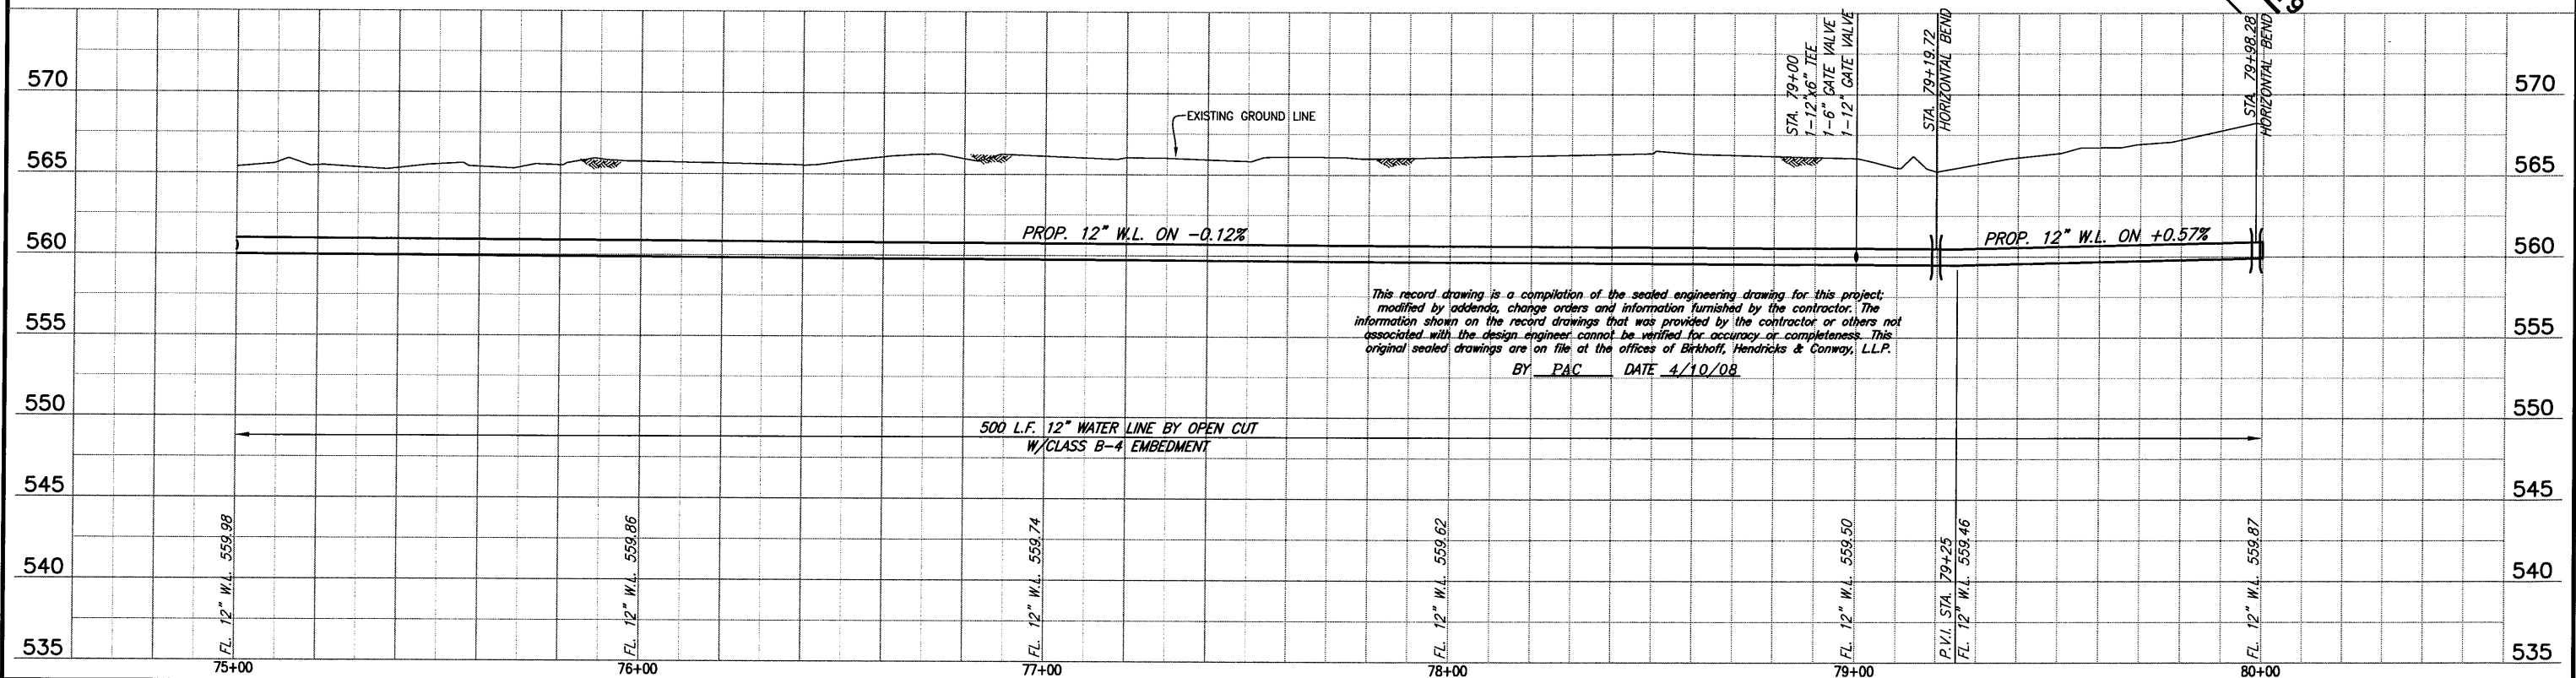 STA. 79+00
1-12"x6" TEE
1-6" GATE VALVE
1-12" GATE VALVE
STA. 79+19.72
HORIZONTAL BEND
STA. 79+98.28
HORIZONTAL BEND
570
570
EXISTING GROUND LINE
565
565
PROP. 12" W.L. ON -0.12%
PROP. 12" W.L. ON +0.57%
560
560
This record drawing is a compilation of the sealed engineering drawing for this project;
modified by addenda, change orders and information furnished by the contractor. The
information shown on the record drawings that was provided by the contractor or others not
associated with the design engineer cannot be verified for accuracy or completeness. This
original sealed drawings are on file at the offices of Birkhoff, Hendricks & Conway, L.L.P.
BY PAC DATE 4/10/08
555
555
550
550
500 L.F. 12" WATER LINE BY OPEN CUT
W/CLASS B-4 EMBEDMENT
545
545
FL. 12" W.L. 559.98
FL. 12" W.L. 559.86
FL. 12" W.L. 559.74
FL. 12" W.L. 559.62
FL. 12" W.L. 559.50
P.V.I. STA. 79+25
FL. 12" W.L. 559.46
FL. 12" W.L. 559.87
540
540
535
535
75+00
76+00
77+00
78+00
79+00
80+00